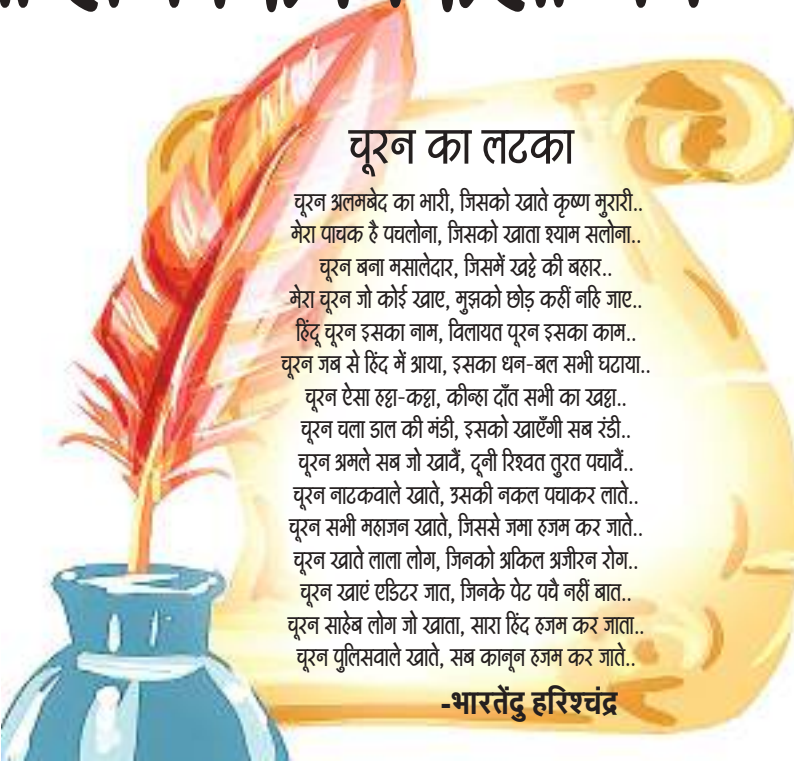 चूरन का लटका
चूरन अलमबेद का भारी, जिसको खाते कृष्ण मुरारी..
मेरा पाचक है पचलोना, जिसको खाता श्याम सलोना..
चूरन बना मसालेदार, जिसमें खट्टे की बहार..
मेरा चूरन जो कोई खाए, मुझको छोड़ कहीं नहि जाए..
हिंदू चूरन इसका नाम, विलायत पूरन इसका काम..
चूरन जब से हिंद में आया, इसका धन-बल सभी घटाया..
चूरन ऐसा हट्टा-कट्टा, कीन्हा दाँत सभी का खट्टा..
चूरन चला डाल की मंडी, इसको खाएँगी सब रंडी..
चूरन अमले सब जो खावैं, दूनी रिश्वत तुरत पचावैं..
चूरन नाटकवाले खाते, उसकी नकल पचाकर लाते..
चूरन सभी महाजन खाते, जिससे जमा हजम कर जाते..
चूरन खाते लाला लोग, जिनको अकिल अजीरन रोग..
चूरन खाएं एडिटर जात, जिनके पेट पचै नहीं बात..
चूरन साहेब लोग जो खाता, सारा हिंद हजम कर जाता..
चूरन पुलिसवाले खाते, सब कानून हजम कर जाते..
-भारतेंदु हरिश्चंद्र